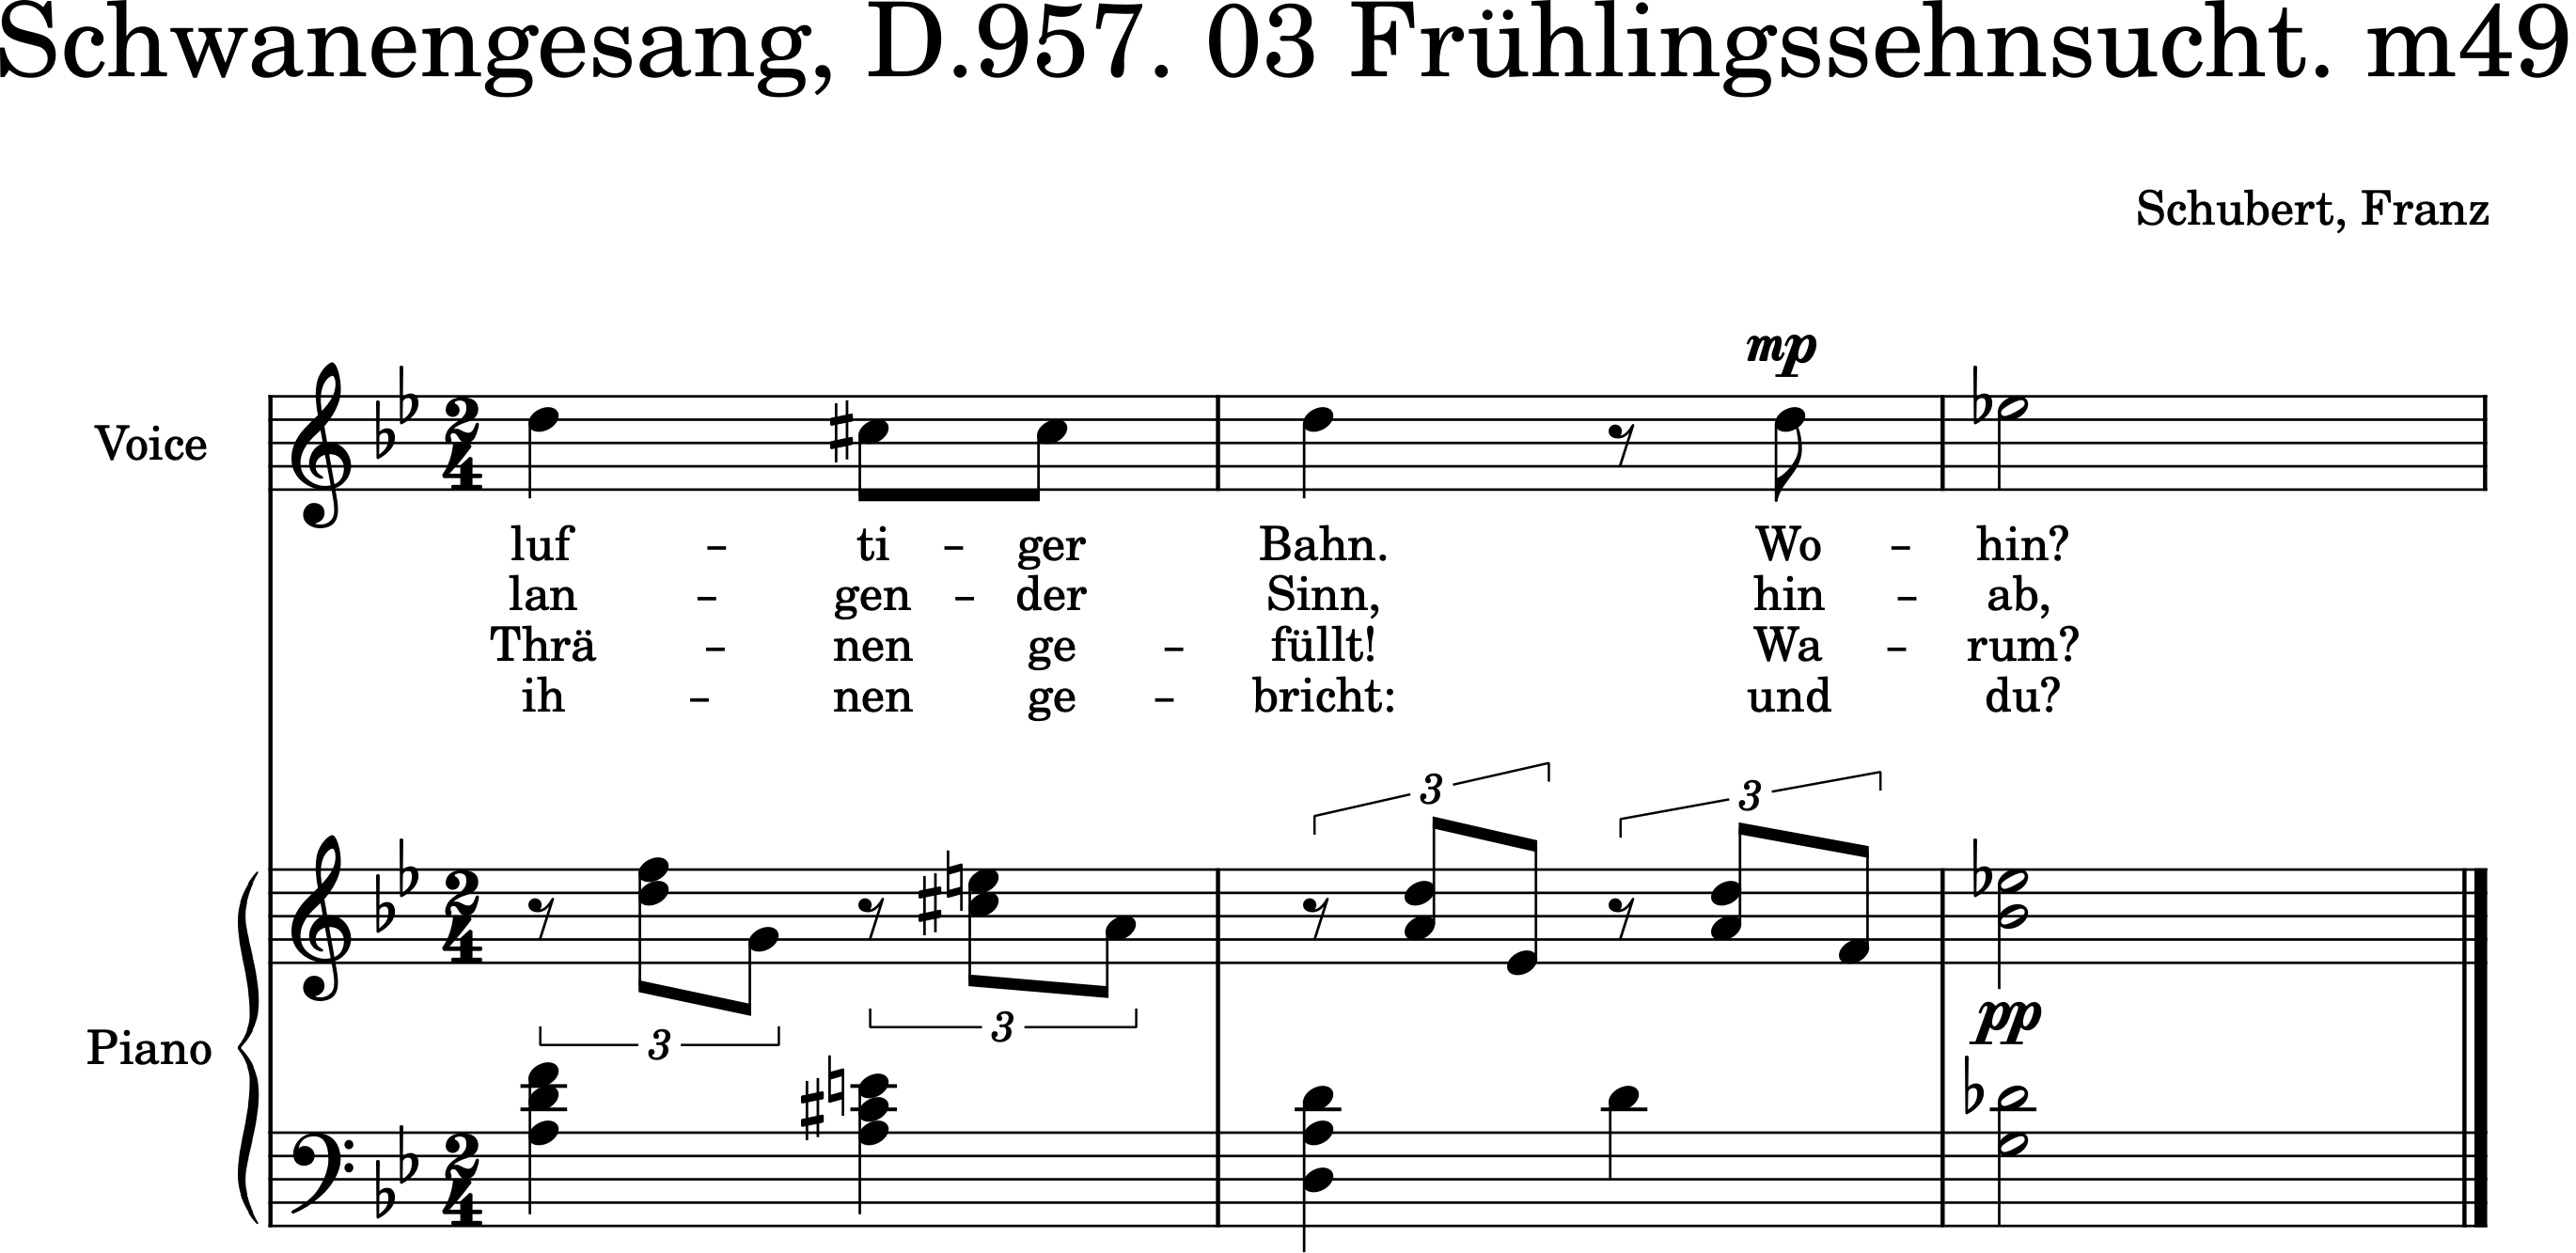 Schwanengesang, D.957. 03 Frühlingssehnsucht. m49
Schubert, Franz
mp
Voice
luf – ti – ger Bahn. Wo – hin?
lan – gen – der Sinn, hin – ab,
Thrä – nen ge – füllt! Wa – rum?
ih – nen ge – bricht: und du?
3 3
3 3
pp
Piano